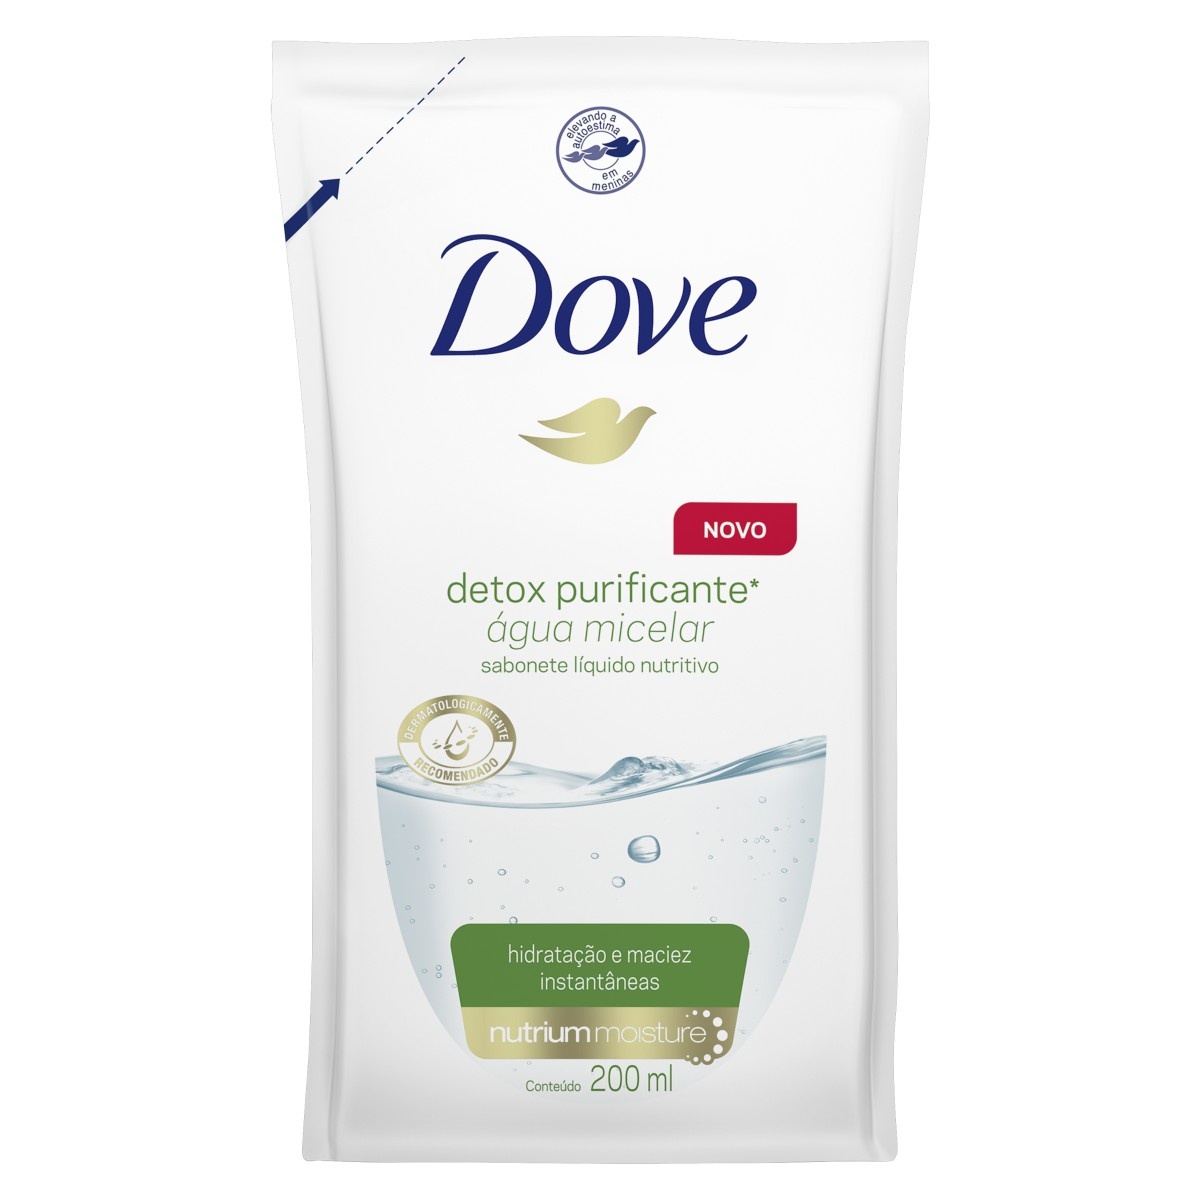 elevando a
autoestima
em
meninas
Dove
NOVO
detox purificante*
água micelar
sabonete líquido nutritivo
DERMATOLOGICAMENTE
RECOMENDADO
hidratação e maciez
instantâneas
nutrium moisture
Conteúdo 200 ml